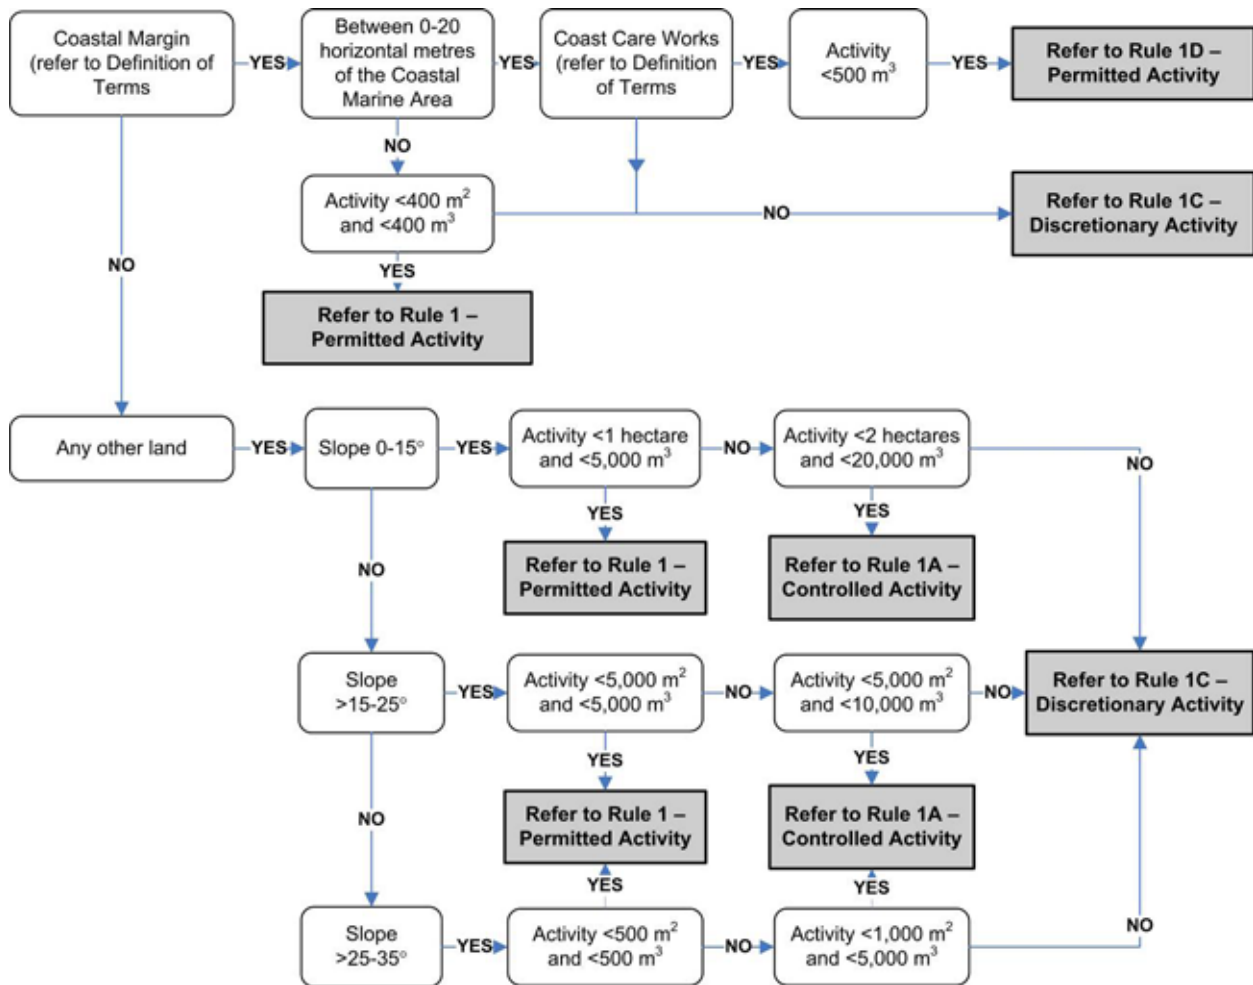 Coastal Margin
(refer to Definition of
Terms
YES
Between 0-20
horizontal metres
of the Coastal
Marine Area
YES
Coast Care Works
(refer to Definition
of Terms
YES
Activity
<500 m³
YES
Refer to Rule 1D –
Permitted Activity
NO
NO
Activity <400 m²
and <400 m³
NO
Refer to Rule 1C –
Discretionary Activity
YES
Refer to Rule 1 –
Permitted Activity
Any other land
YES
Slope 0-15°
YES
Activity <1 hectare
and <5,000 m³
NO
Activity <2 hectares
and <20,000 m³
NO
YES
YES
Refer to Rule 1 –
Permitted Activity
Refer to Rule 1A –
Controlled Activity
NO
Slope
>15-25°
YES
Activity <5,000 m²
and <5,000 m³
NO
Activity <5,000 m²
and <10,000 m³
NO
Refer to Rule 1C –
Discretionary Activity
YES
YES
NO
Refer to Rule 1 –
Permitted Activity
Refer to Rule 1A –
Controlled Activity
YES
YES
Slope
>25-35°
YES
Activity <500 m²
and <500 m³
NO
Activity <1,000 m²
and <5,000 m³
NO